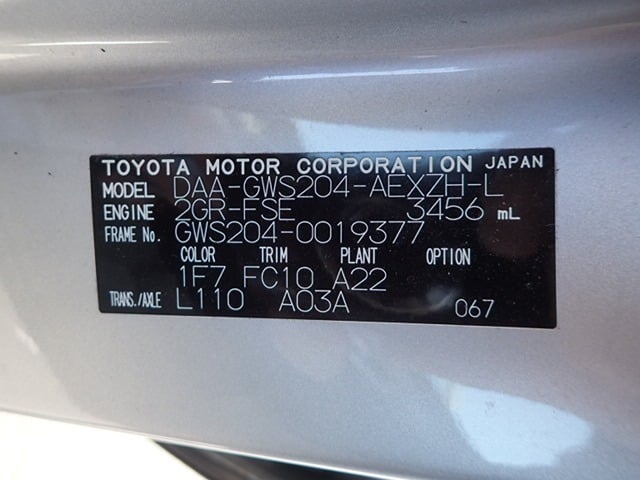 TOYOTA MOTOR CORPORATION JAPAN
MODEL DAA-GWS204-AEXZH-L
ENGINE 2GR-FSE 3456 mL
FRAME No. GWS204-0019377
COLOR TRIM PLANT OPTION
1F7 FC10 A22
TRANS./AXLE L110 A03A 067